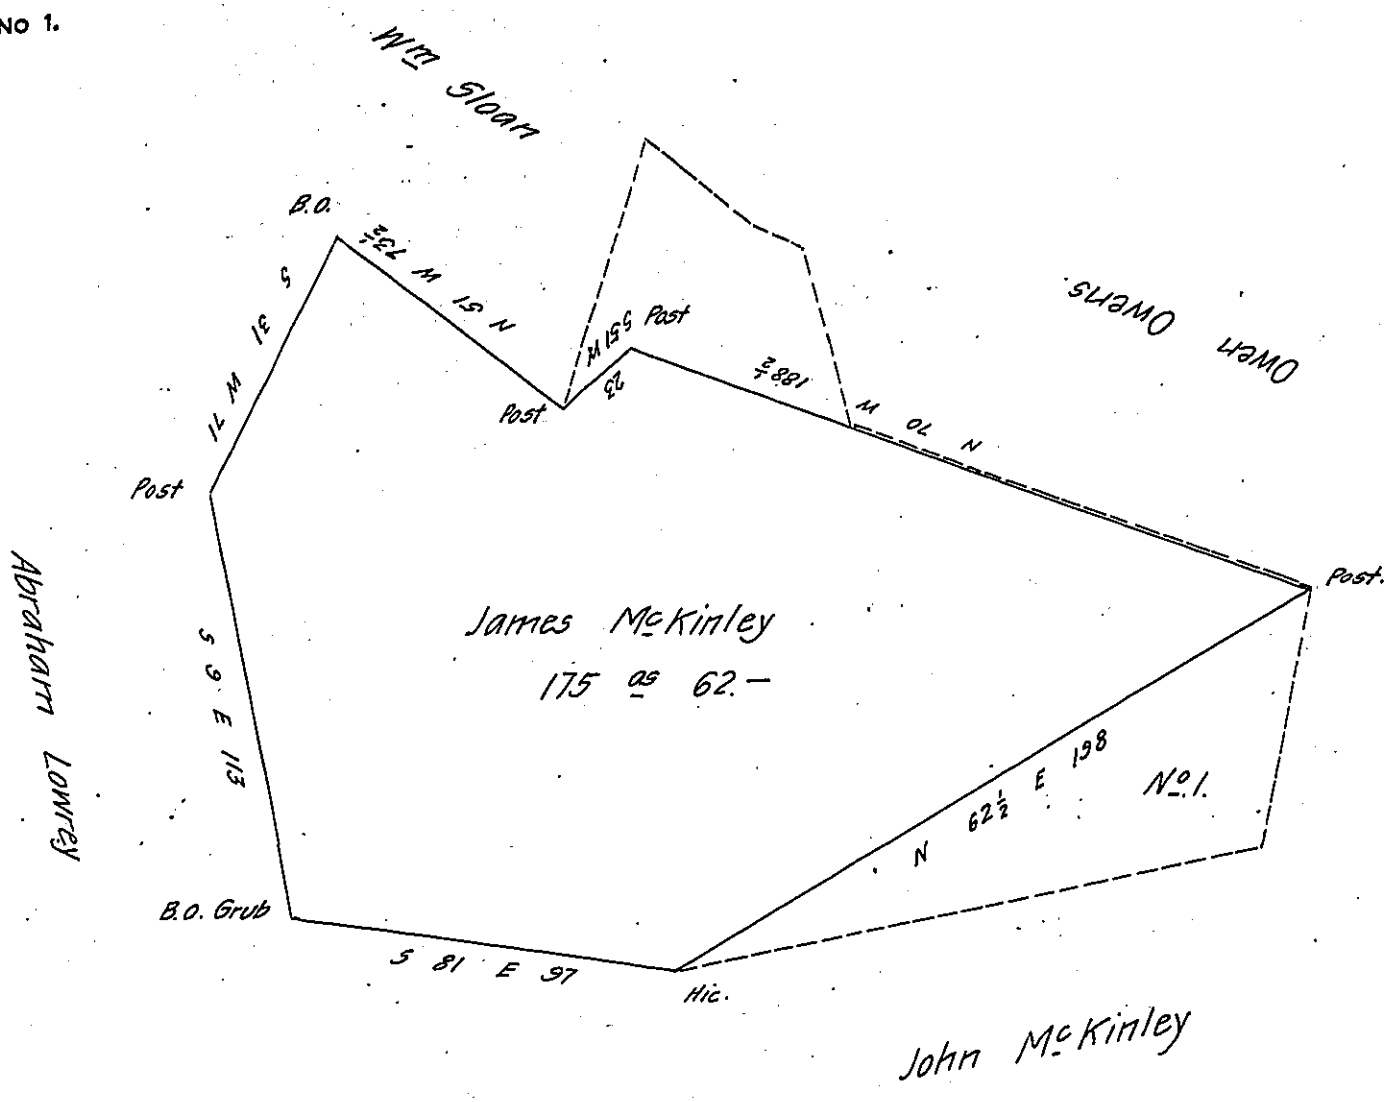 NO 1.
Wm Sloan
B.O.
N 51 W 73½
S 31 W 71
Post
S 51 W 23
Post
N 70 W 188½
Owen Owens.
Post
Post.
James McKinley
175 as 62.—
Abraham Lowrey
S 9 E 113
N 62½ E 198
No. 1.
B.O. Grub
S 81 E 97
Hic.
John McKinley